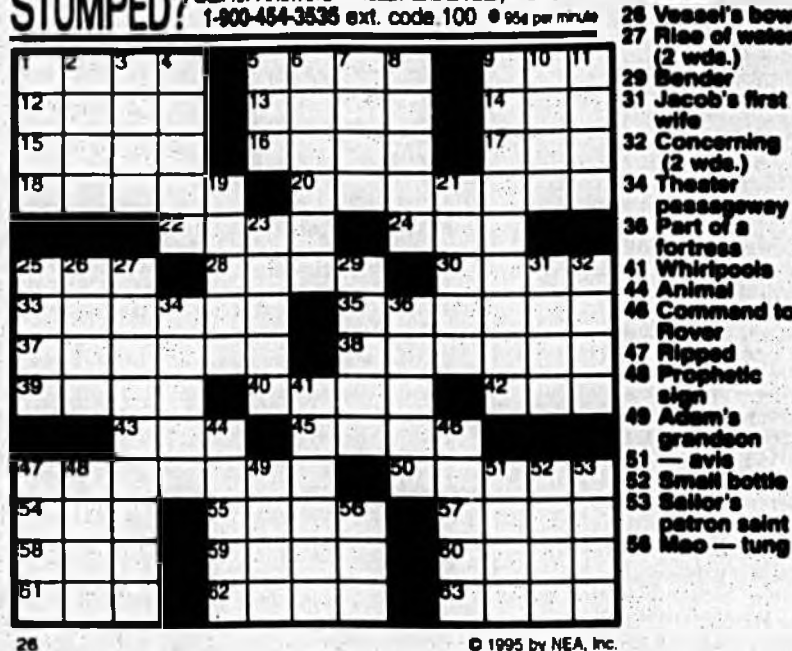 STUMPED?
1-900-454-3535 ext. code 100 ● 95¢ per minute
1 2 3 4 5 6 7 8 9 10 11
12 13 14
15 16 17
18 19 20 21
22 23 24
25 26 27 28 29 30 31 32
33 34 35 36
37 38
39 40 41 42
43 44 45 46
47 48 49 50 51 52 53
54 55 56 57
58 59 60
61 62 63
26
© 1995 by NEA, Inc.
26 Vessel's bow
27 Rise of water
(2 wds.)
29 Bender
31 Jacob's first
wife
32 Concerning
(2 wds.)
34 Theater
passageway
36 Part of a
fortress
41 Whirlpools
44 Animal
46 Command to
Rover
47 Ripped
48 Prophetic
sign
49 Adam's
grandson
51 — avis
52 Small bottle
53 Sailor's
patron saint
56 Mao — tung